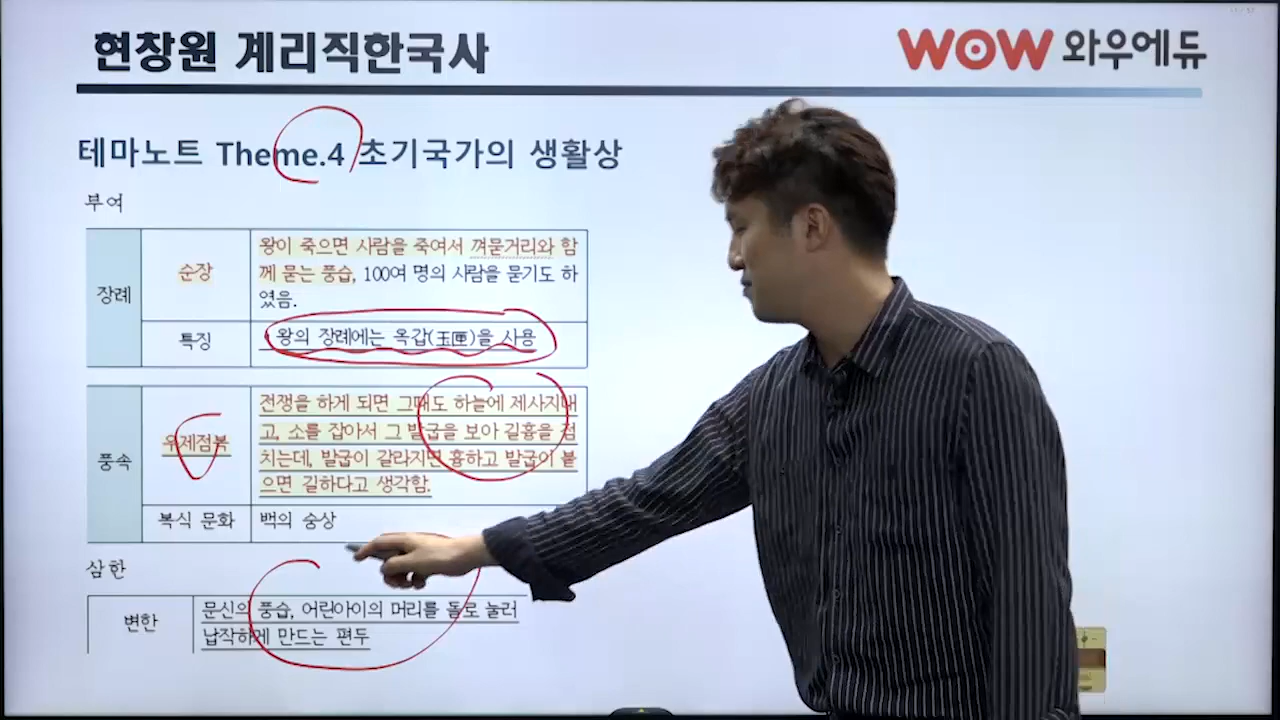 현창원 계리직한국사
WOW 와우에듀
테마노트 Theme.4 초기국가의 생활상
부여
장례
순장
왕이 죽으면 사람을 죽여서 껴묻거리와 함
께 묻는 풍습, 100여 명의 사람을 묻기도 하
였음.
특징
왕의 장례에는 옥갑(玉匣)을 사용
풍속
우제점복
전쟁을 하게 되면 그때도 하늘에 제사지내
고, 소를 잡아서 그 발굽을 보아 길흉을 점
치는데, 발굽이 갈라지면 흉하고 발굽이 붙
으면 길하다고 생각함.
복식 문화
백의 숭상
삼한
변한
문신의 풍습, 어린아이의 머리를 돌로 눌러
납작하게 만드는 편두